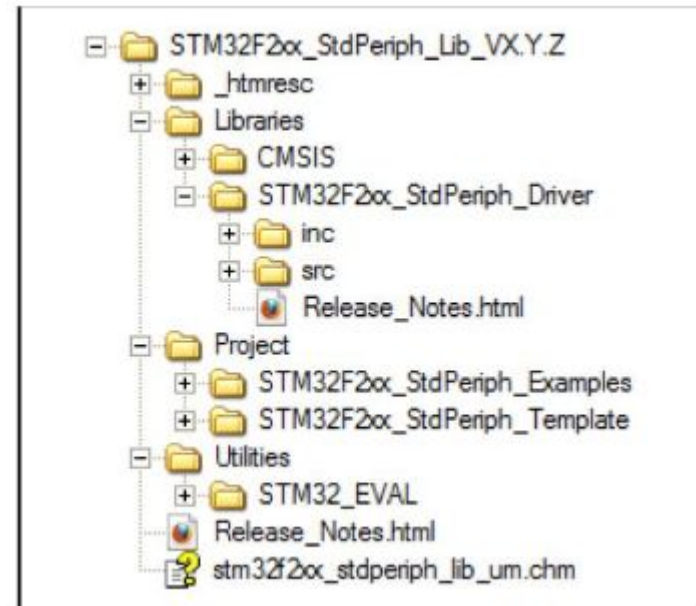 STM32F2xx_StdPeriph_Lib_VX.Y.Z
_htmresc
Libraries
CMSIS
STM32F2xx_StdPeriph_Driver
inc
src
Release_Notes.html
Project
STM32F2xx_StdPeriph_Examples
STM32F2xx_StdPeriph_Template
Utilities
STM32_EVAL
Release_Notes.html
stm32f2xx_stdperiph_lib_um.chm